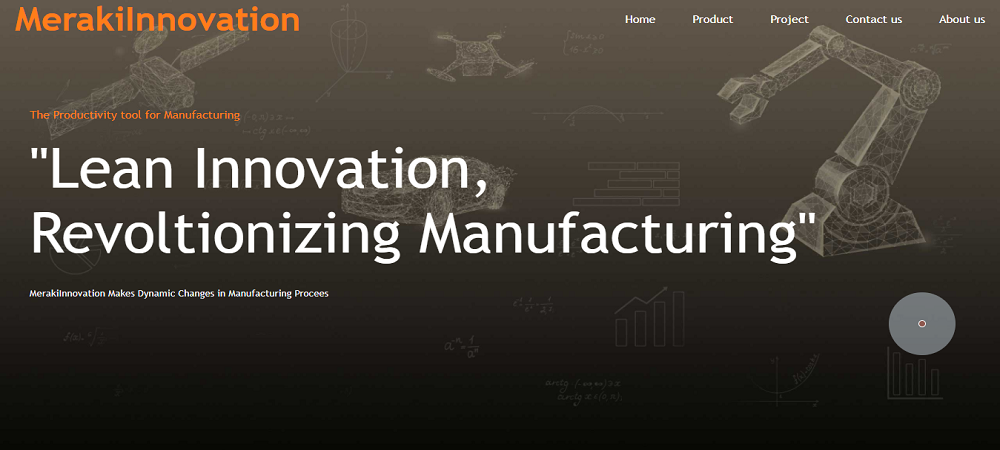 MerakiInnovation
Home Product Project Contact us About us
The Productivity tool for Manufacturing
"Lean Innovation,
Revoltionizing Manufacturing"
MerakiInnovation Makes Dynamic Changes in Manufacturing Procees